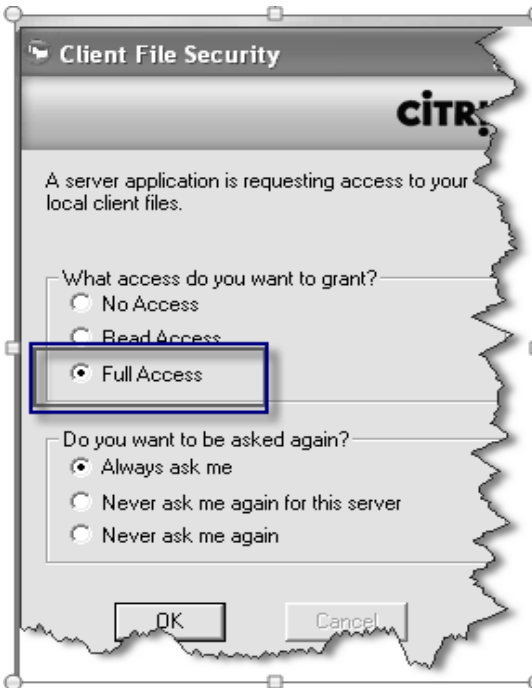 Client File Security
CiTR
A server application is requesting access to your
local client files.
What access do you want to grant?
No Access
Read Access
Full Access
Do you want to be asked again?
Always ask me
Never ask me again for this server
Never ask me again
OK
Cancel